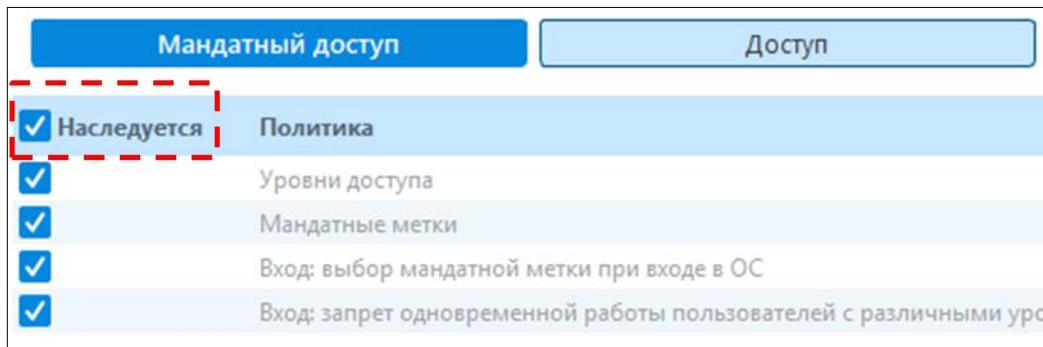 Мандатный доступ Доступ
Наследуется Политика
Уровни доступа
Мандатные метки
Вход: выбор мандатной метки при входе в ОС
Вход: запрет одновременной работы пользователей с различными уро